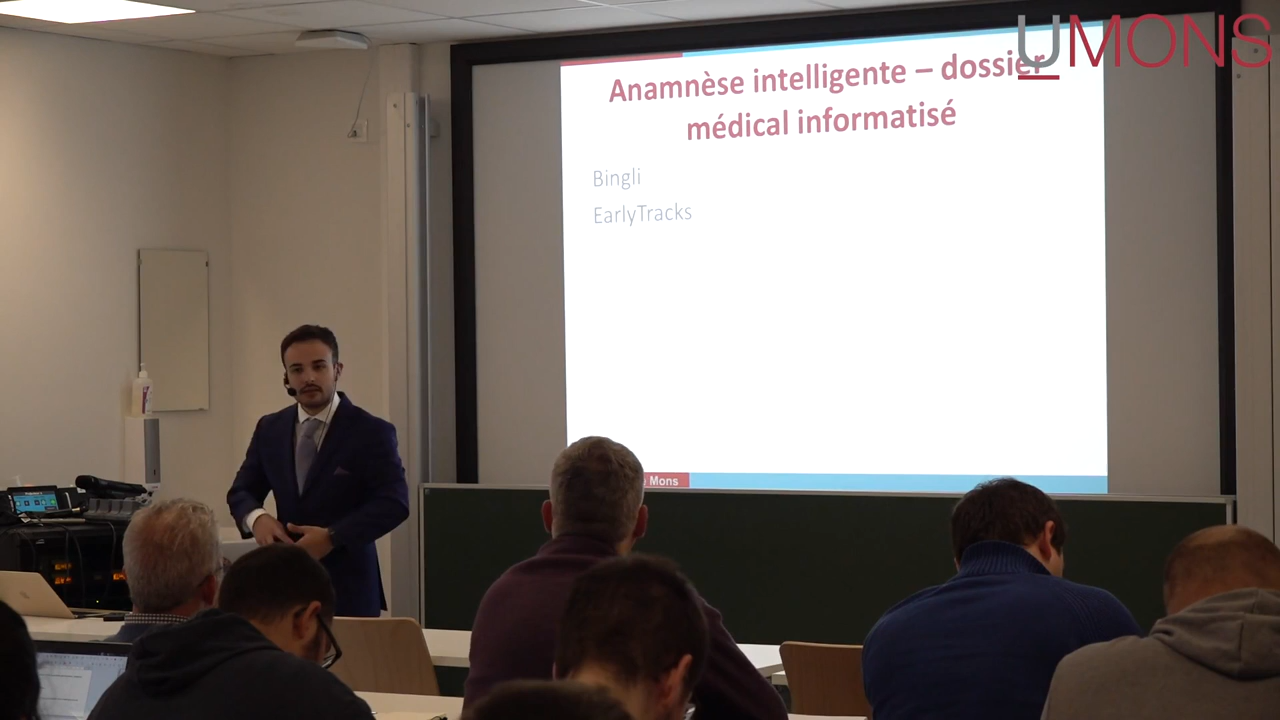 UMONS
Anamnèse intelligente – dossier
médical informatisé
Bingli
EarlyTracks
Mons